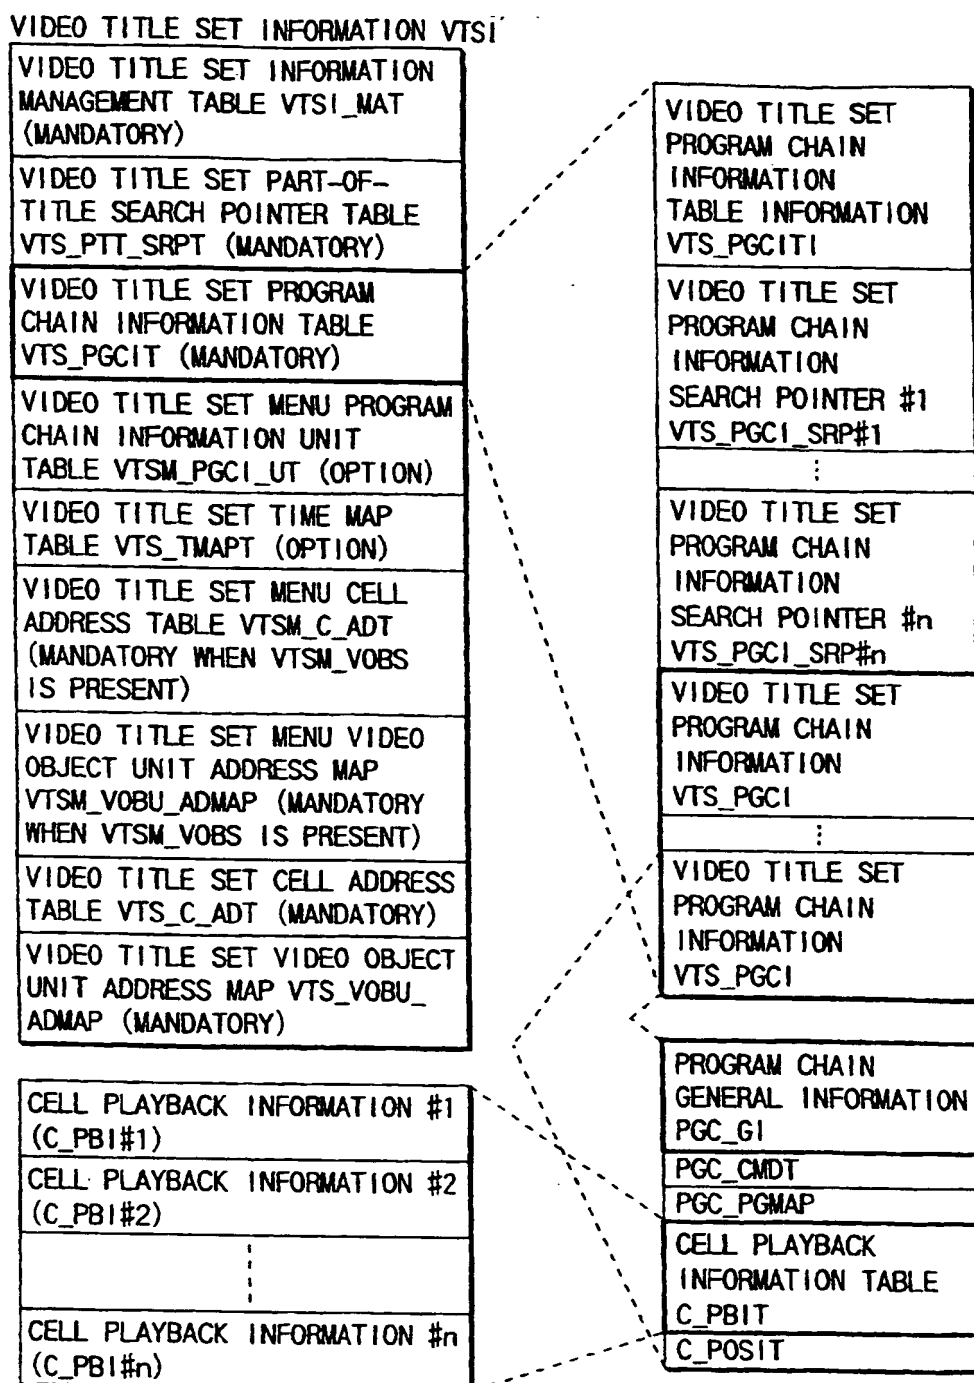 VIDEO TITLE SET INFORMATION VTSI
VIDEO TITLE SET INFORMATION
MANAGEMENT TABLE VTSI_MAT
(MANDATORY)
VIDEO TITLE SET PART-OF-
TITLE SEARCH POINTER TABLE
VTS_PTT_SRPT (MANDATORY)
VIDEO TITLE SET PROGRAM
CHAIN INFORMATION TABLE
VTS_PGCIT (MANDATORY)
VIDEO TITLE SET MENU PROGRAM
CHAIN INFORMATION UNIT
TABLE VTSM_PGCI_UT (OPTION)
VIDEO TITLE SET TIME MAP
TABLE VTS_TMAPT (OPTION)
VIDEO TITLE SET MENU CELL
ADDRESS TABLE VTSM_C_ADT
(MANDATORY WHEN VTSM_VOBS
IS PRESENT)
VIDEO TITLE SET MENU VIDEO
OBJECT UNIT ADDRESS MAP
VTSM_VOBU_ADMAP (MANDATORY
WHEN VTSM_VOBS IS PRESENT)
VIDEO TITLE SET CELL ADDRESS
TABLE VTS_C_ADT (MANDATORY)
VIDEO TITLE SET VIDEO OBJECT
UNIT ADDRESS MAP VTS_VOBU_
ADMAP (MANDATORY)
VIDEO TITLE SET
PROGRAM CHAIN
INFORMATION
TABLE INFORMATION
VTS_PGCITI
VIDEO TITLE SET
PROGRAM CHAIN
INFORMATION
SEARCH POINTER #1
VTS_PGCI_SRP#1
VIDEO TITLE SET
PROGRAM CHAIN
INFORMATION
SEARCH POINTER #n
VTS_PGCI_SRP#n
VIDEO TITLE SET
PROGRAM CHAIN
INFORMATION
VTS_PGCI
VIDEO TITLE SET
PROGRAM CHAIN
INFORMATION
VTS_PGCI
PROGRAM CHAIN
GENERAL INFORMATION
PGC_GI
PGC_CMDT
PGC_PGMAP
CELL PLAYBACK
INFORMATION TABLE
C_PBIT
C_POSIT
CELL PLAYBACK INFORMATION #1
(C_PBI#1)
CELL PLAYBACK INFORMATION #2
(C_PBI#2)
CELL PLAYBACK INFORMATION #n
(C_PBI#n)